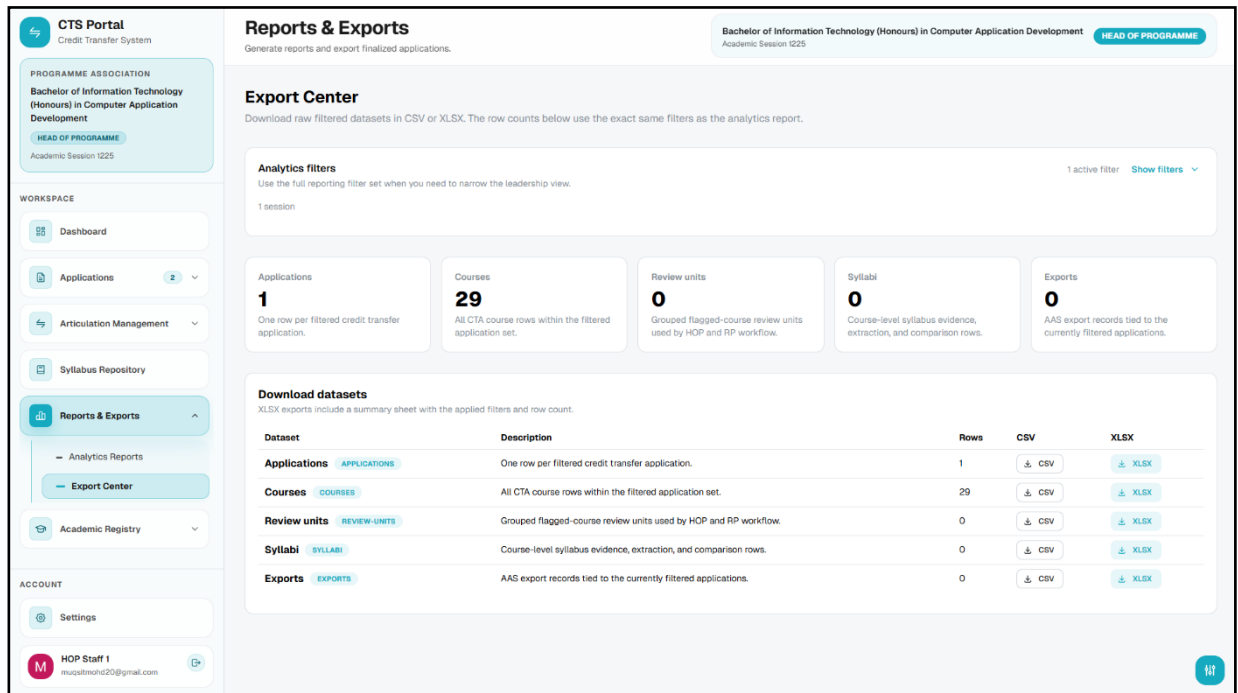 CTS Portal
Credit Transfer System
PROGRAMME ASSOCIATION
Bachelor of Information Technology
(Honours) in Computer Application
Development
HEAD OF PROGRAMME
Academic Session 1225
WORKSPACE
Dashboard
Applications 2
Articulation Management
Syllabus Repository
Reports & Exports
Analytics Reports
Export Center
Academic Registry
ACCOUNT
Settings
M
HOP Staff 1
muqsitmohd20@gmail.com
Reports & Exports
Generate reports and export finalized applications.
Bachelor of Information Technology (Honours) in Computer Application Development
Academic Session 1225
HEAD OF PROGRAMME
Export Center
Download raw filtered datasets in CSV or XLSX. The row counts below use the exact same filters as the analytics report.
Analytics filters
Use the full reporting filter set when you need to narrow the leadership view.
1 session
1 active filter Show filters
Applications
1
One row per filtered credit transfer
application.
Courses
29
All CTA course rows within the filtered
application set.
Review units
0
Grouped flagged-course review units
used by HOP and RP workflow.
Syllabi
0
Course-level syllabus evidence,
extraction, and comparison rows.
Exports
0
AAS export records tied to the
currently filtered applications.
Download datasets
XLSX exports include a summary sheet with the applied filters and row count.
Dataset Description Rows CSV XLSX
Applications APPLICATIONS One row per filtered credit transfer application. 1 CSV XLSX
Courses COURSES All CTA course rows within the filtered application set. 29 CSV XLSX
Review units REVIEW-UNITS Grouped flagged-course review units used by HOP and RP workflow. 0 CSV XLSX
Syllabi SYLLABI Course-level syllabus evidence, extraction, and comparison rows. 0 CSV XLSX
Exports EXPORTS AAS export records tied to the currently filtered applications. 0 CSV XLSX